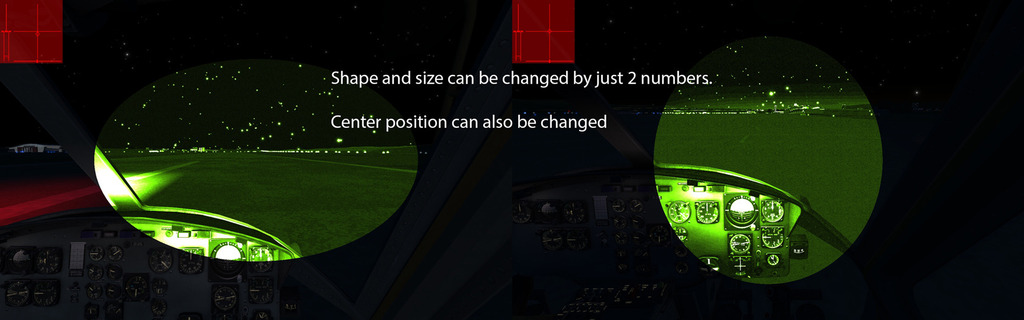 Shape and size can be changed by just 2 numbers.
Center position can also be changed